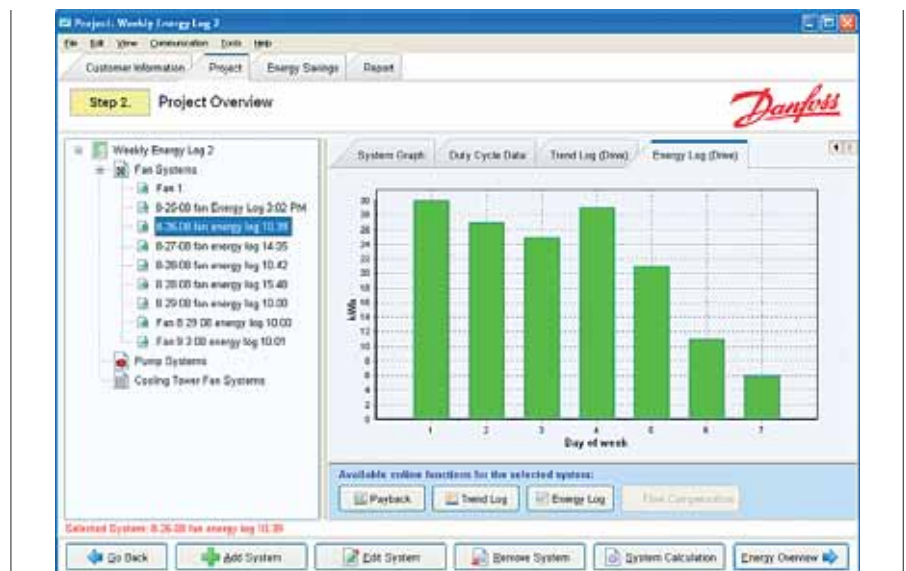 Project: Weekly Energy Log 2
File Edit View Communication Tools Help
Customer Information Project Energy Savings Report
Step 2. Project Overview
Danfoss
Weekly Energy Log 2
Fan Systems
Fan 1
8-25-08 fan Energy Log 3:02 PM
8-26-08 fan energy log 10.39
8-27-08 fan energy log 14.35
8-28-08 fan energy log 10.42
8 28 08 fan energy log 15.48
8 29 08 fan energy log 10.00
Fan 8 29 08 energy log 10.00
Fan 9 3 08 energy log 10.01
Pump Systems
Cooling Tower Fan Systems
System Graph Duty Cycle Data Trend Log (Drive) Energy Log (Drive)
30
28
26
24
22
20
18
16
14
12
10
8
6
4
2
0
kWh
1 2 3 4 5 6 7
Day of week
Available online functions for the selected system:
Payback Trend Log Energy Log Flow Compensation
Selected System: 8-26-08 fan energy log 10.39
Go Back Add System Edit System Remove System System Calculation Energy Overview